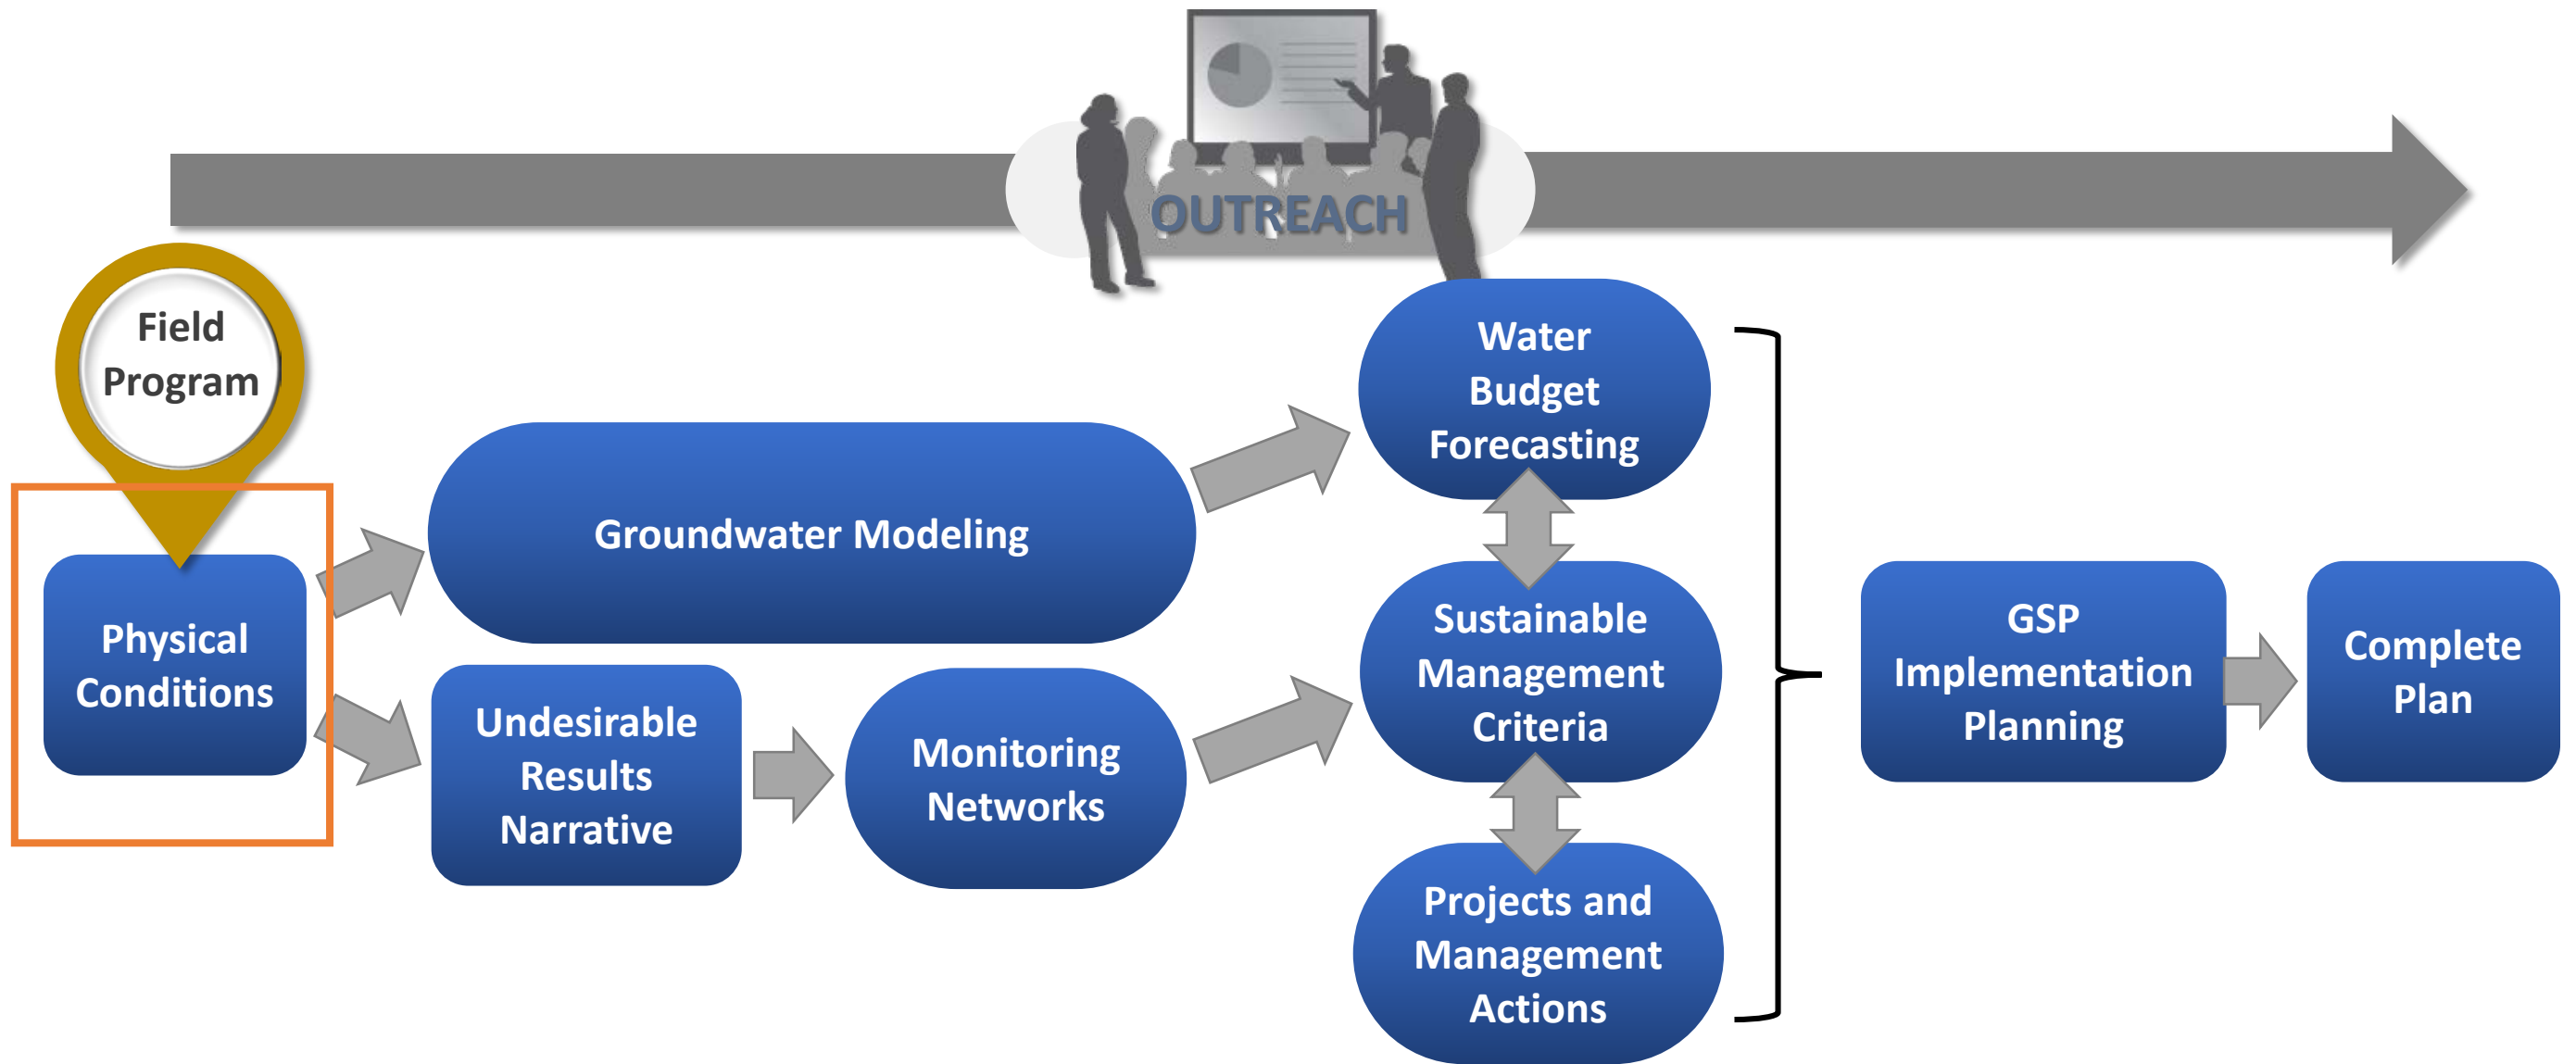 OUTREACH
Field
Program
Physical
Conditions
Groundwater Modeling
Undesirable
Results
Narrative
Monitoring
Networks
Water
Budget
Forecasting
Sustainable
Management
Criteria
Projects and
Management
Actions
GSP
Implementation
Planning
Complete
Plan